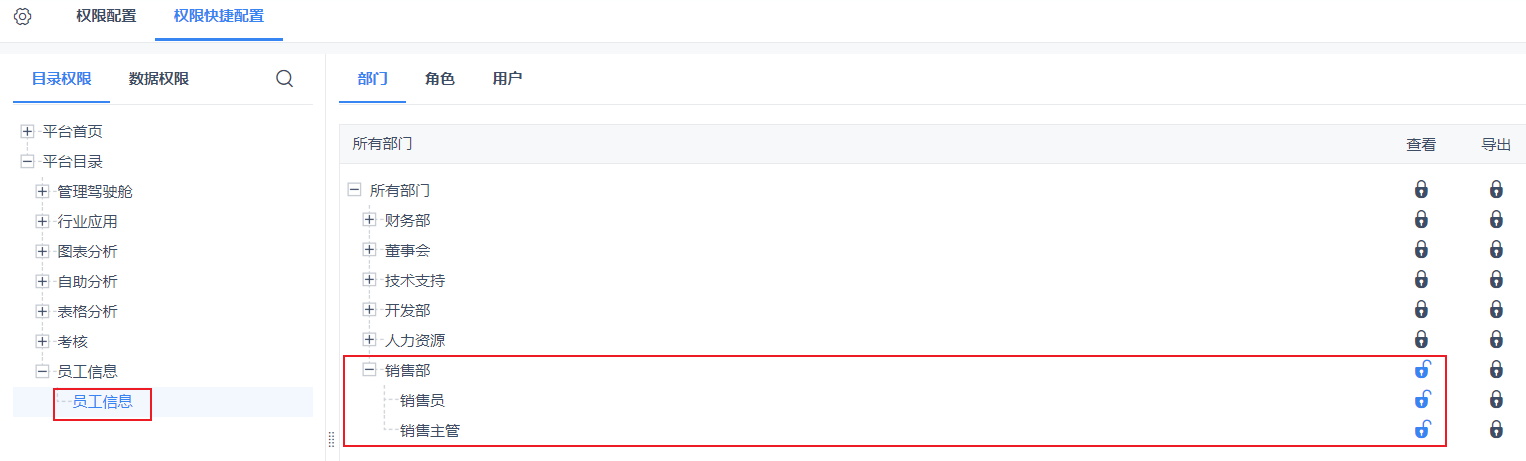 权限配置 权限快捷配置
目录权限 数据权限
部门 角色 用户
平台首页
平台目录
管理驾驶舱
行业应用
图表分析
自助分析
表格分析
考核
员工信息
员工信息
所有部门 查看 导出
所有部门
财务部
董事会
技术支持
开发部
人力资源
销售部
销售员
销售主管